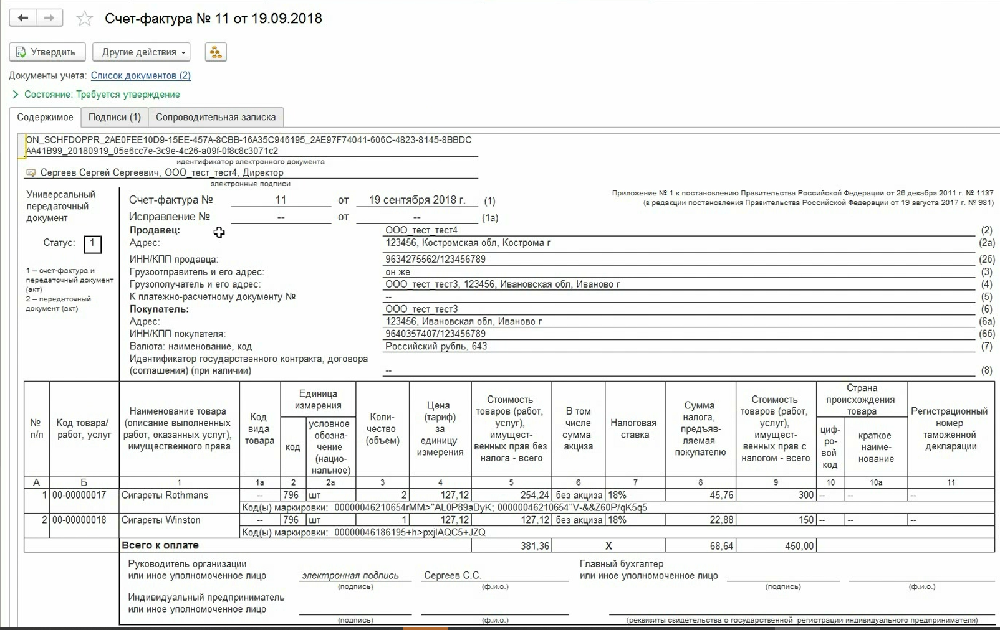 Счет-фактура № 11 от 19.09.2018
Утвердить
Другие действия
Документы учета: Список документов (2)
Состояние: Требуется утверждение
Содержимое
Подписи (1)
Сопроводительная записка
ON_SCHFDOPPR_2AE0FEE10D9-15EE-457A-8CBB-16A35C946195_2AE97F74041-606C-4823-8145-8BBDC
AA41B99_20180919_05e6cc7e-3c9e-4c26-a09f-0f8c8c3071c2
идентификатор электронного документа
Сергеев Сергей Сергеевич, ООО_тест_тест4, Директор
электронные подписи
Универсальный
передаточный
документ
Статус: 1
1 – счет-фактура и
передаточный документ
(акт)
2 – передаточный
документ (акт)
Счет-фактура № 11 от 19 сентября 2018 г. (1)
Исправление № -- от -- (1а)
Приложение № 1 к постановлению Правительства Российской Федерации от 26 декабря 2011 г. № 1137
(в редакции постановления Правительства Российской Федерации от 19 августа 2017 г. № 981)
Продавец: ООО_тест_тест4 (2)
Адрес: 123456, Костромская обл, Кострома г (2а)
ИНН/КПП продавца: 9634275562/123456789 (2б)
Грузоотправитель и его адрес: он же (3)
Грузополучатель и его адрес: ООО_тест_тест3, 123456, Ивановская обл, Иваново г (4)
К платежно-расчетному документу № -- (5)
Покупатель: ООО_тест_тест3 (6)
Адрес: 123456, Ивановская обл, Иваново г (6а)
ИНН/КПП покупателя: 9640357407/123456789 (6б)
Валюта: наименование, код Российский рубль, 643 (7)
Идентификатор государственного контракта, договора
(соглашения) (при наличии) -- (8)
№
п/п
Код товара/
работ, услуг
Наименование товара
(описание выполненных
работ, оказанных услуг),
имущественного права
Код
вида
товара
Единица
измерения
код
условное
обозна-
чение
(нацио-
нальное)
Коли-
чество
(объем)
Цена
(тариф)
за
единицу
измерения
Стоимость
товаров (работ,
услуг),
имущест-
венных прав без
налога - всего
В том
числе
сумма
акциза
Налоговая
ставка
Сумма
налога,
предъяв-
ляемая
покупателю
Стоимость
товаров (работ,
услуг),
имущест-
венных прав с
налогом - всего
Страна
происхождения
товара
циф-
ро-
вой
код
краткое
наиме-
нование
Регистрационный
номер
таможенной
декларации
А Б 1 1а 2 2а 3 4 5 6 7 8 9 10 10а 11
1 00-00000017 Сигареты Rothmans -- 796 шт 2 127,12 254,24 без акциза 18% 45,76 300 -- -- --
Код(ы) маркировки: 00000046210654rMM>"AL0P89aDyK; 00000046210654"V-&&Z60P/qK5q5
2 00-00000018 Сигареты Winston -- 796 шт 1 127,12 127,12 без акциза 18% 22,88 150 -- -- --
Код(ы) маркировки: 00000046186195+h>pxjlAQC5+JZQ
Всего к оплате 381,36 Х 68,64 450,00
Руководитель организации
или иное уполномоченное лицо электронная подпись Сергеев С.С.
(подпись) (ф.и.о.)
Главный бухгалтер
или иное уполномоченное лицо
(подпись) (ф.и.о.)
Индивидуальный предприниматель
или иное уполномоченное лицо
(подпись) (ф.и.о.) (реквизиты свидетельства о государственной регистрации индивидуального предпринимателя)